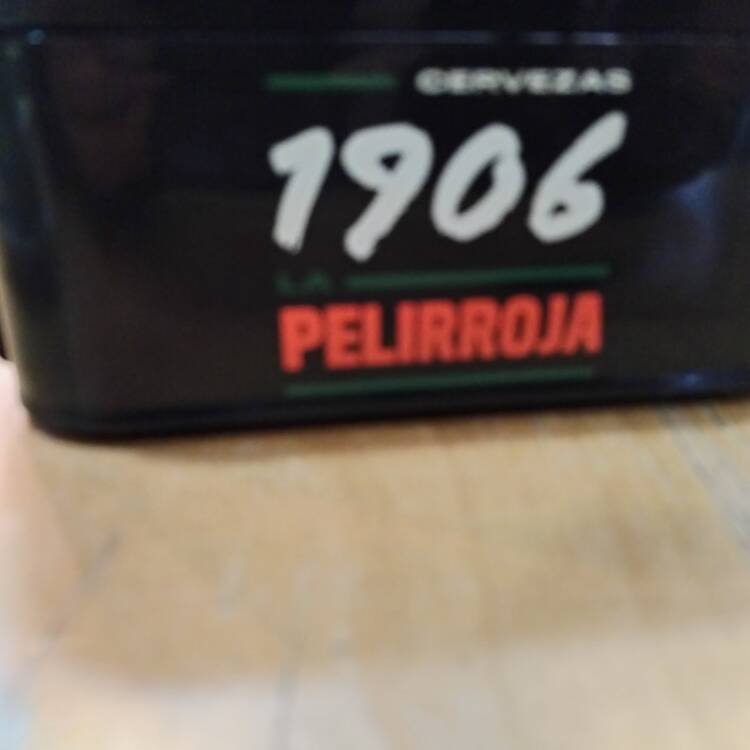 CERVEZAS
1906
LA
PELIRROJA